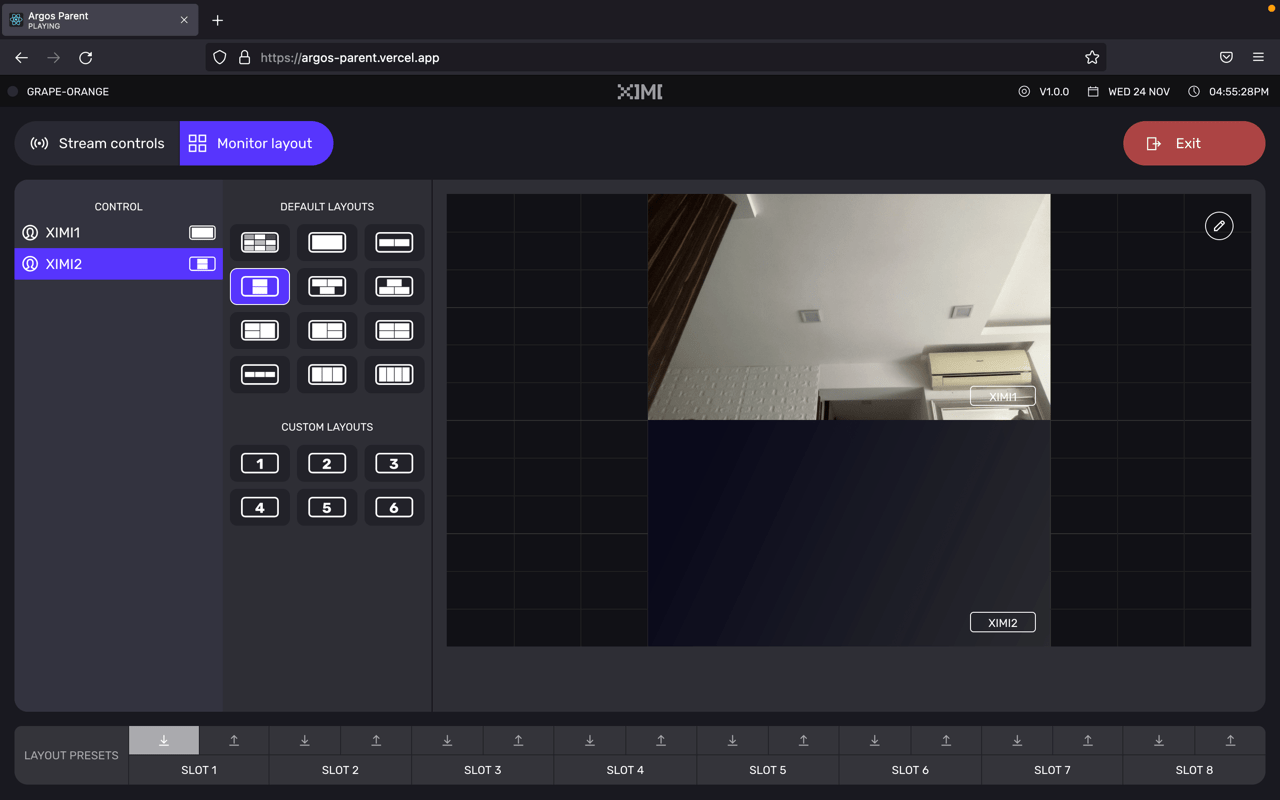 Argos Parent
PLAYING
https://argos-parent.vercel.app
GRAPE-ORANGE
XIMI
V1.0.0
WED 24 NOV
04:55:28PM
Stream controls
Monitor layout
Exit
CONTROL
XIMI1
XIMI2
DEFAULT LAYOUTS
CUSTOM LAYOUTS
1
2
3
4
5
6
XIMI1
XIMI2
LAYOUT PRESETS
SLOT 1
SLOT 2
SLOT 3
SLOT 4
SLOT 5
SLOT 6
SLOT 7
SLOT 8